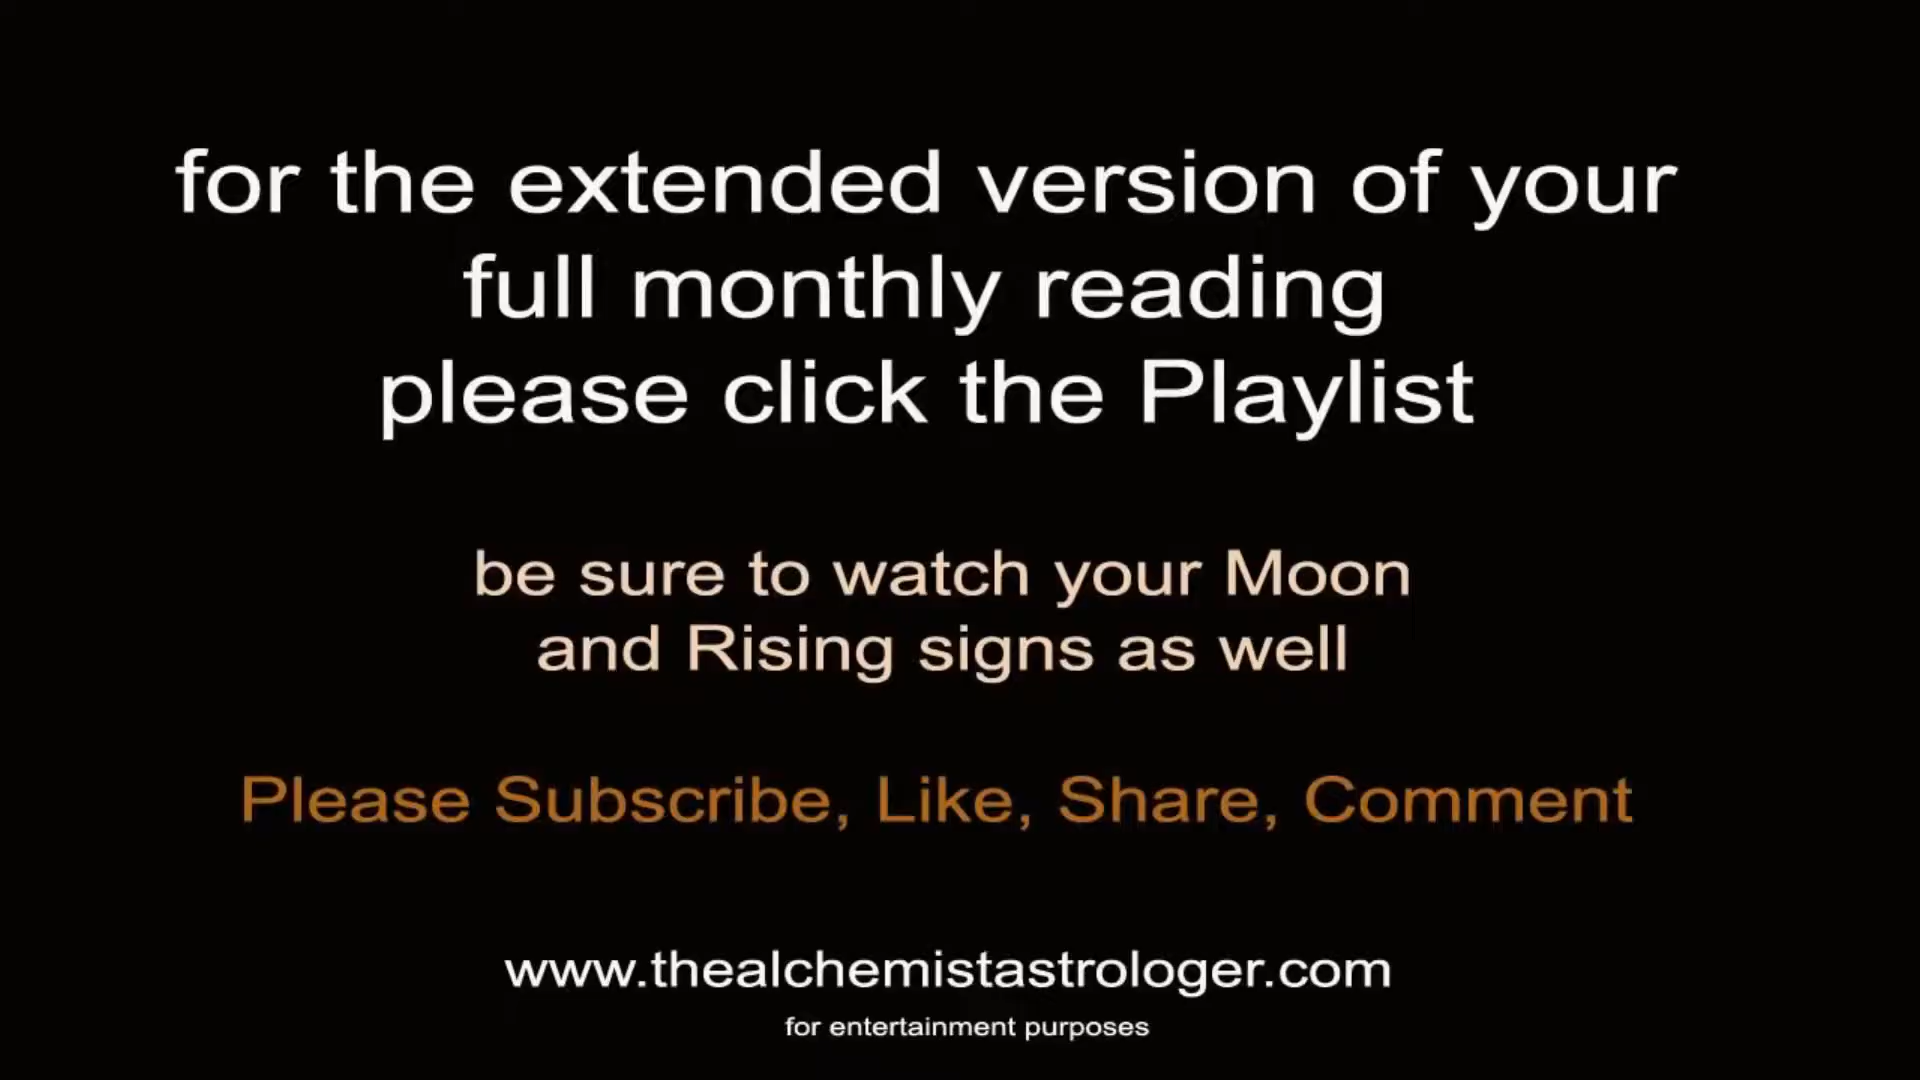 for the extended version of your
full monthly reading
please click the Playlist
be sure to watch your Moon
and Rising signs as well
Please Subscribe, Like, Share, Comment
www.thealchemistastrologer.com
for entertainment purposes